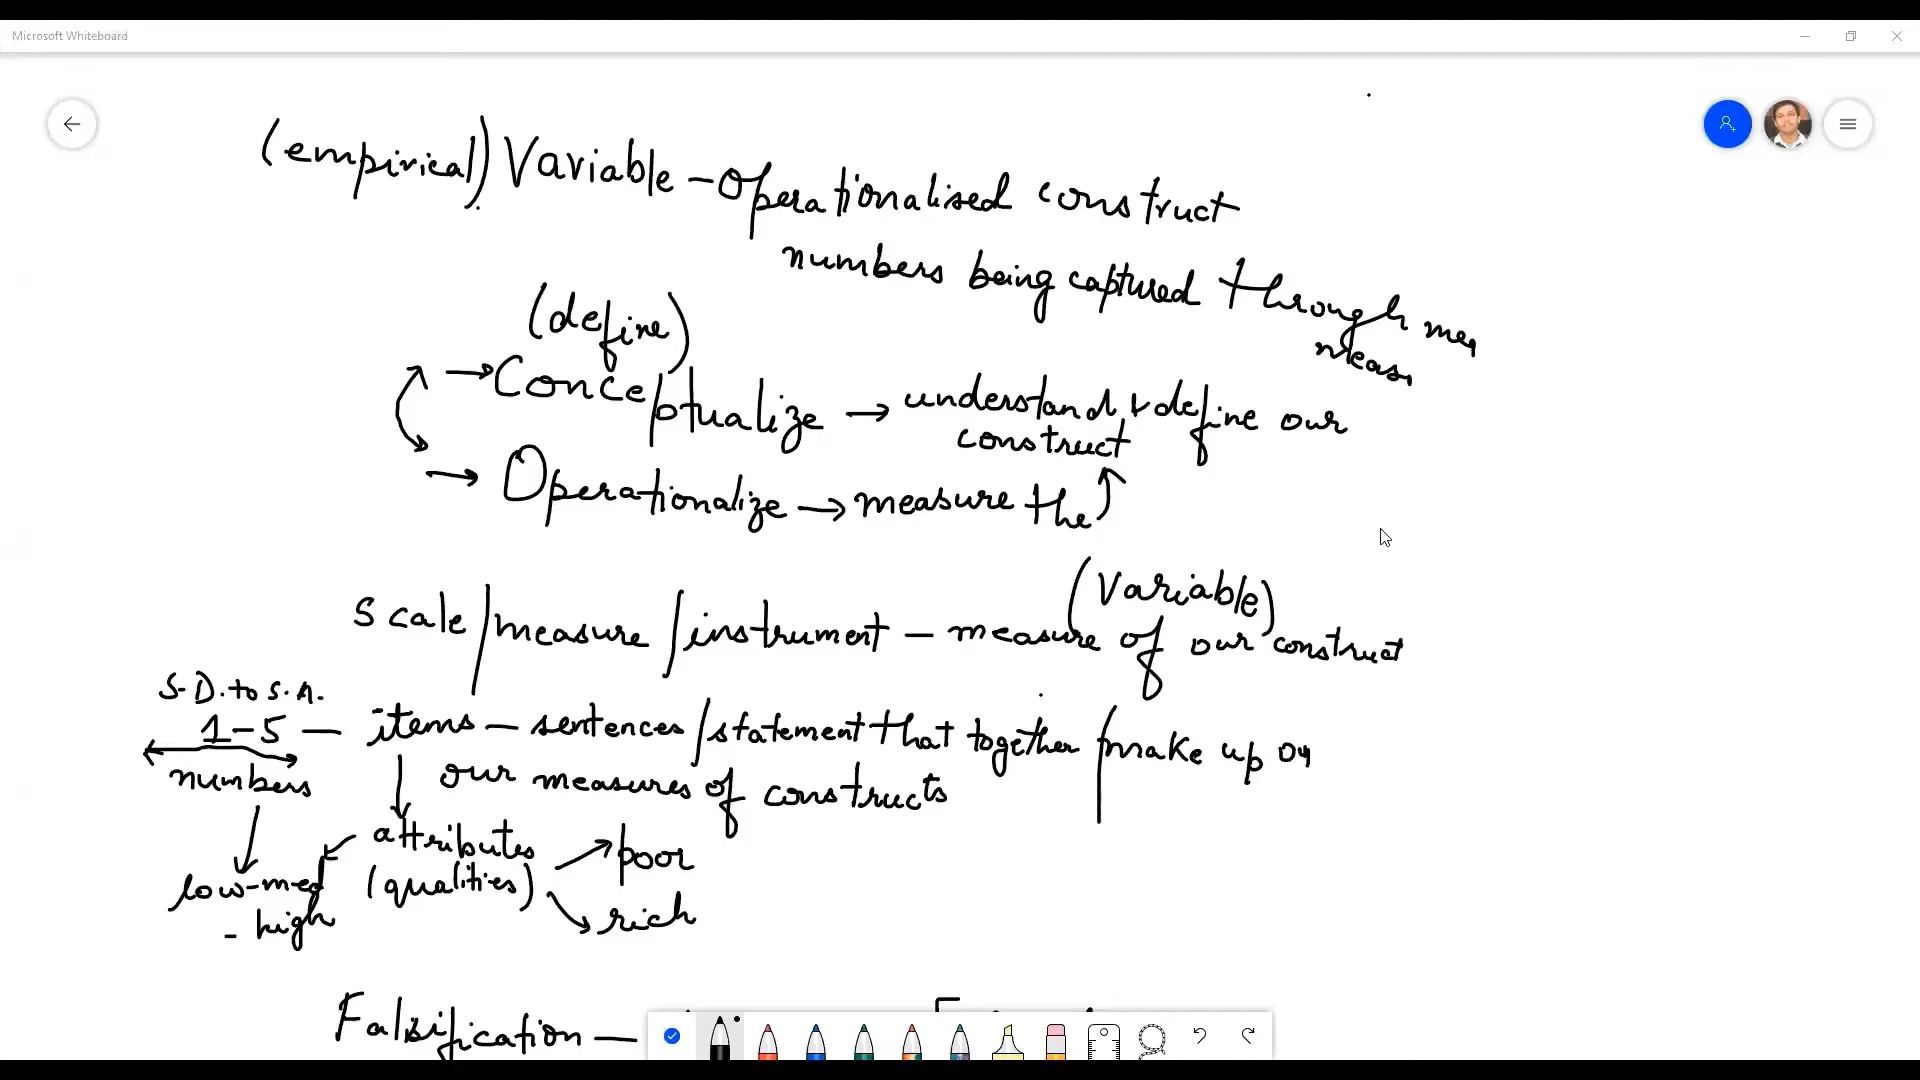 Microsoft Whiteboard
(empirical) Variable - Operationalised construct
numbers being captured through mea
meas
(define)
→ Conceptualize → understand & define our
construct
→ Operationalize → measure the
(Variable)
Scale/measure/instrument - measure of our construct
S.D. to S.A.
1-5 - items - sentences/statement that together/make up ou
numbers
our measures of constructs
attributes
(qualities)
poor
rich
low-med
- high
Falsification -